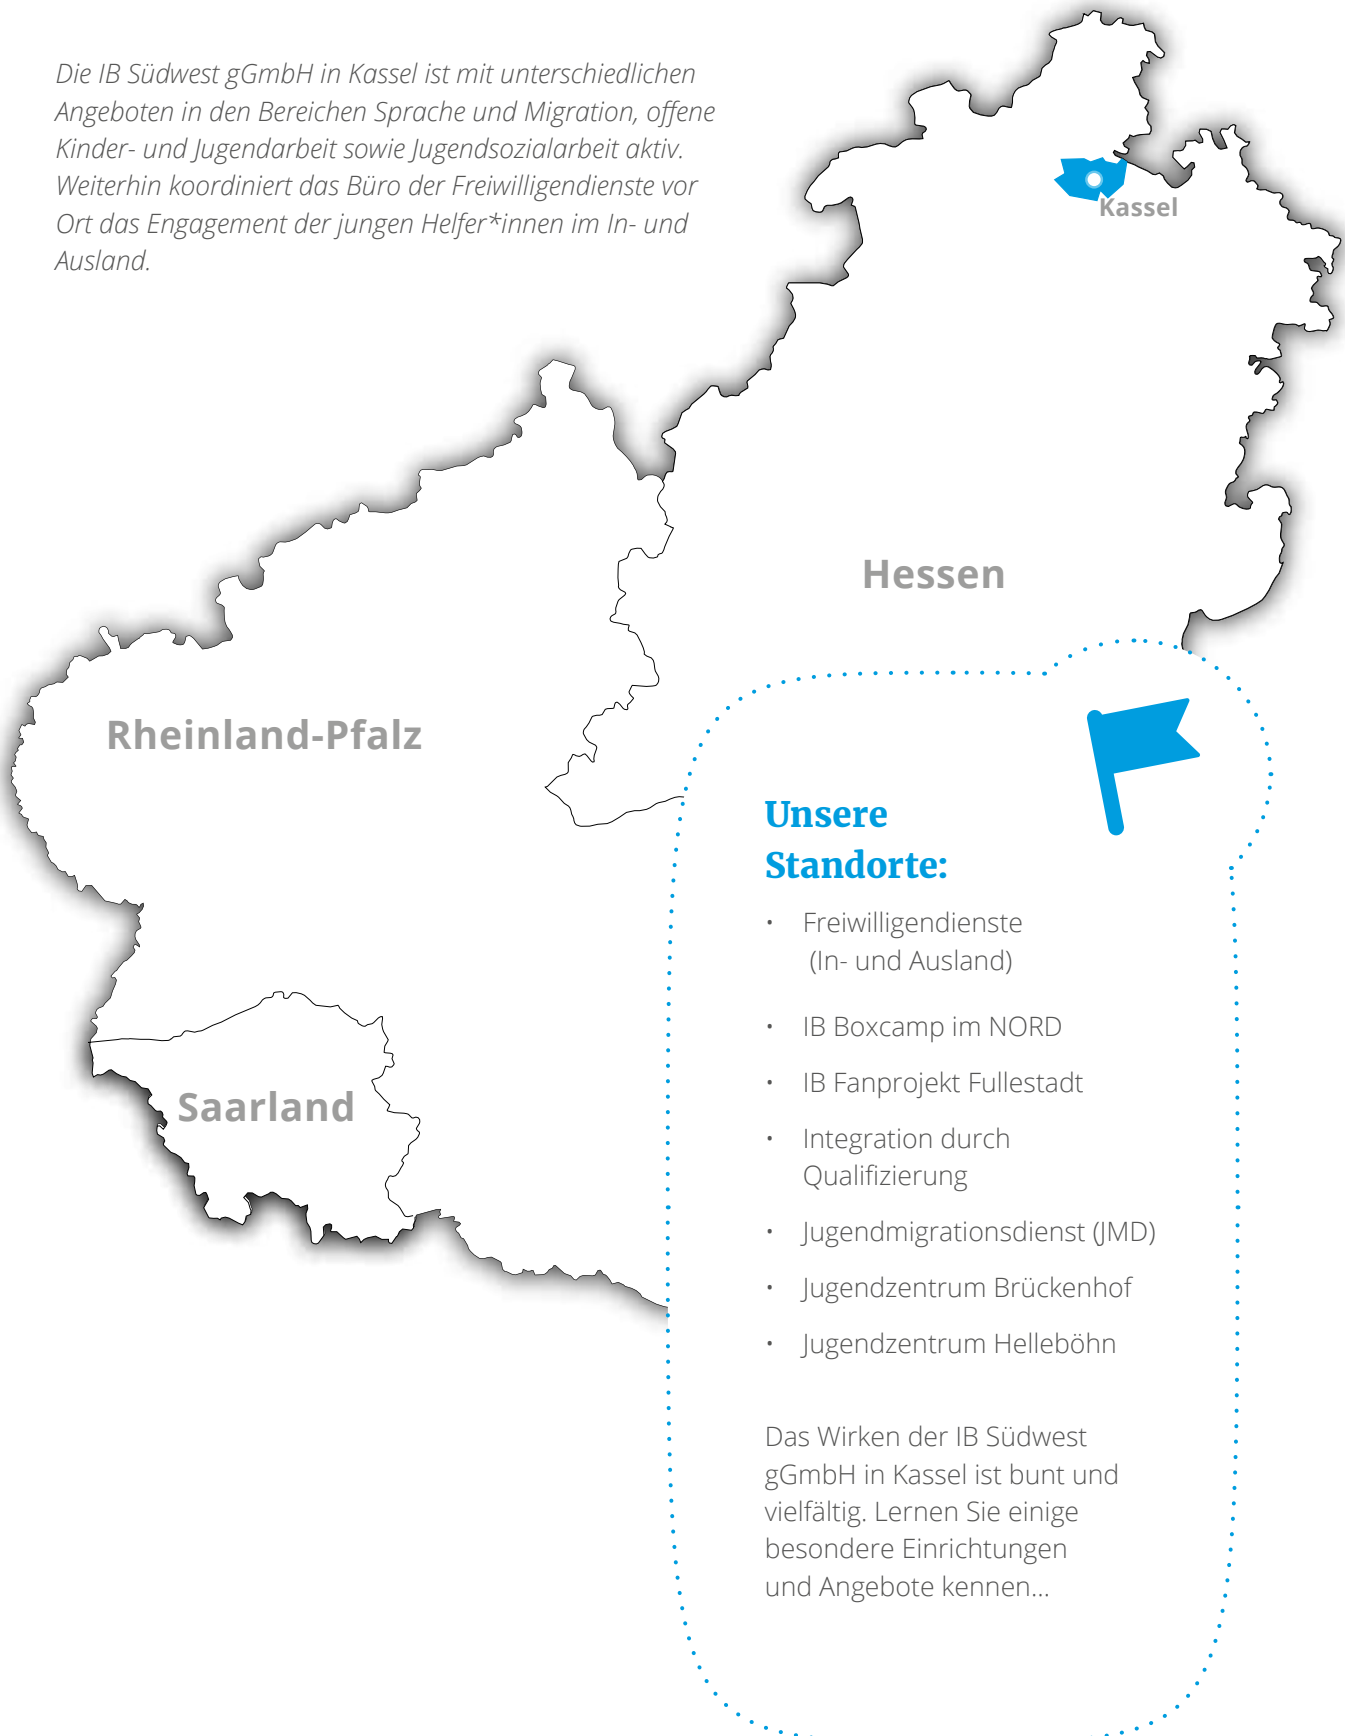 Die IB Südwest gGmbH in Kassel ist mit unterschiedlichen
Angeboten in den Bereichen Sprache und Migration, offene
Kinder- und Jugendarbeit sowie Jugendsozialarbeit aktiv.
Weiterhin koordiniert das Büro der Freiwilligendienste vor
Ort das Engagement der jungen Helfer*innen im In- und
Ausland.
Kassel
Hessen
Rheinland-Pfalz
Saarland
Unsere
Standorte:
• Freiwilligendienste
(In- und Ausland)
• IB Boxcamp im NORD
• IB Fanprojekt Fullestadt
• Integration durch
Qualifizierung
• Jugendmigrationsdienst (JMD)
• Jugendzentrum Brückenhof
• Jugendzentrum Helleböhn
Das Wirken der IB Südwest
gGmbH in Kassel ist bunt und
vielfältig. Lernen Sie einige
besondere Einrichtungen
und Angebote kennen...